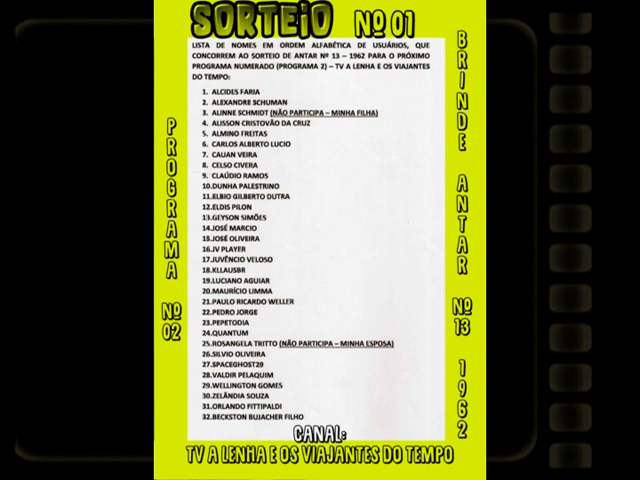 SORTEIO Nº 01
LISTA DE NOMES EM ORDEM ALFABÉTICA DE USUÁRIOS, QUE
CONCORREM AO SORTEIO DE ANTAR Nº 13 – 1962 PARA O PRÓXIMO
PROGRAMA NUMERADO (PROGRAMA 2) – TV A LENHA E OS VIAJANTES
DO TEMPO:
1. ALCIDES FARIA
2. ALEXANDRE SCHUMAN
3. ALINNE SCHMIDT (NÃO PARTICIPA – MINHA FILHA)
4. ALISSON CRISTOVÃO DA CRUZ
5. ALMINO FREITAS
6. CARLOS ALBERTO LUCIO
7. CAUAN VEIRA
8. CELSO CIVERA
9. CLAÚDIO RAMOS
10.DUNHA PALESTRINO
11.ELBIO GILBERTO DUTRA
12.ELDIS PILON
13.GEYSON SIMÕES
14.JOSÉ MARCIO
15.JOSÉ OLIVEIRA
16.JV PLAYER
17.JUVÊNCIO VELOSO
18.KLLAUSBR
19.LUCIANO AGUIAR
20.MAURÍCIO LIMMA
21.PAULO RICARDO WELLER
22.PEDRO JORGE
23.PEPETODIA
24.QUANTUM
25.ROSANGELA TRITTO (NÃO PARTICIPA – MINHA ESPOSA)
26.SILVIO OLIVEIRA
27.SPACEGHOST29
28.VALDIR PELAQUIM
29.WELLINGTON GOMES
30.ZELÂNDIA SOUZA
31.ORLANDO FITTIPALDI
32.BECKSTON BUJACHER FILHO
PROGRAMA Nº 02
BRINDE ANTAR Nº 13 1962
CANAL:
TV A LENHA E OS VIAJANTES DO TEMPO